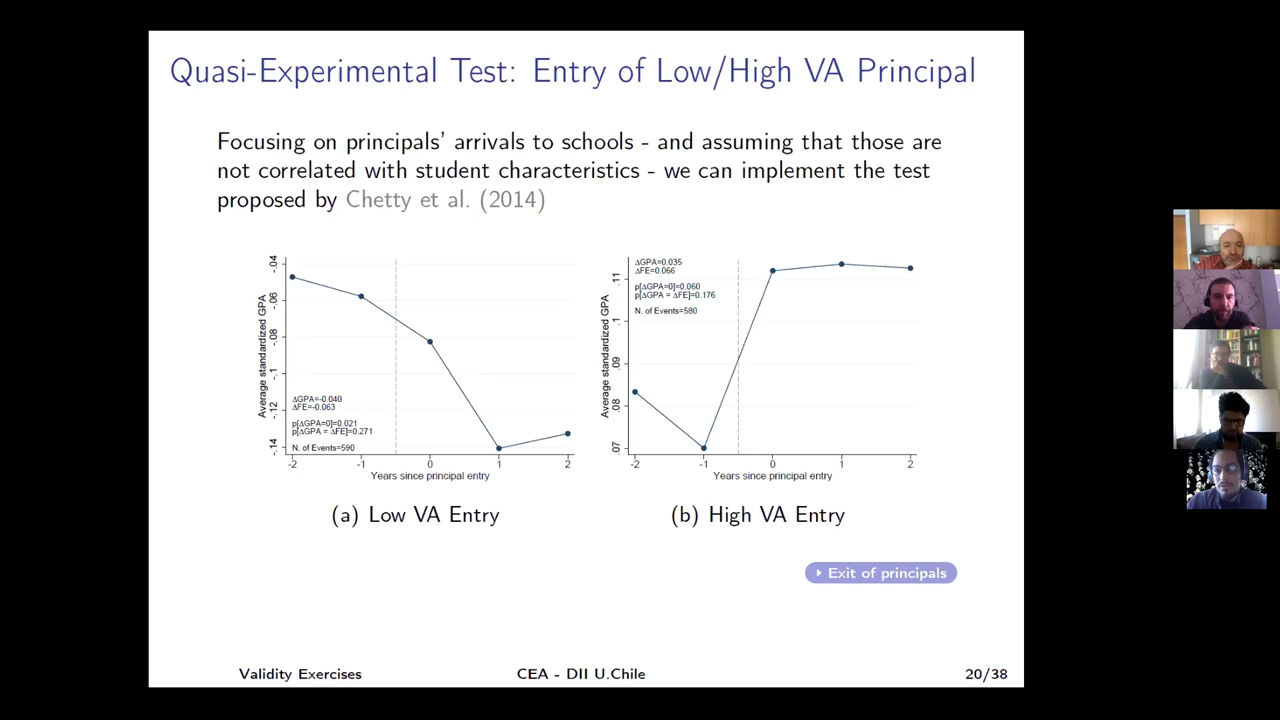 Quasi-Experimental Test: Entry of Low/High VA Principal
Focusing on principals' arrivals to schools - and assuming that those are
not correlated with student characteristics - we can implement the test
proposed by Chetty et al. (2014)
Average standardized GPA
-.04
-.06
-.08
-.1
-.12
-.14
ΔGPA=-0.040
ΔFE=-0.063
p[ΔGPA=0]=0.021
p[ΔGPA = ΔFE]=0.271
N. of Events=590
-2 -1 0 1 2
Years since principal entry
(a) Low VA Entry
Average standardized GPA
.11
.1
.09
.08
.07
ΔGPA=0.035
ΔFE=0.066
p[ΔGPA=0]=0.060
p[ΔGPA = ΔFE]=0.176
N. of Events=580
-2 -1 0 1 2
Years since principal entry
(b) High VA Entry
Exit of principals
Validity Exercises CEA - DII U.Chile 20/38